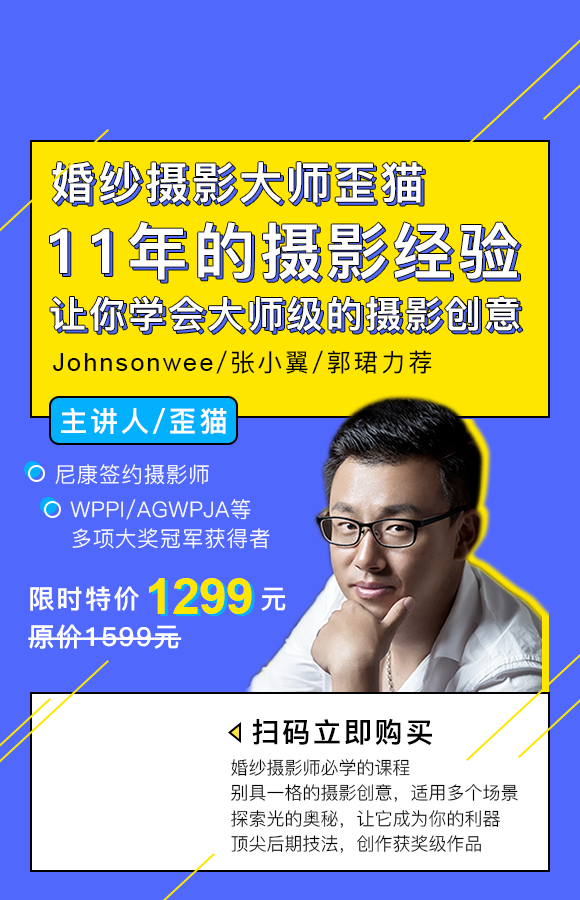 婚纱摄影大师歪猫
11年的摄影经验
让你学会大师级的摄影创意
Johnsonwee/张小翼/郭珺力荐
主讲人/歪猫
尼康签约摄影师
WPPI/AGWPJA等
多项大奖冠军获得者
限时特价1299元
原价1599元
扫码立即购买
婚纱摄影师必学的课程
别具一格的摄影创意，适用多个场景
探索光的奥秘，让它成为你的利器
顶尖后期技法，创作获奖级作品